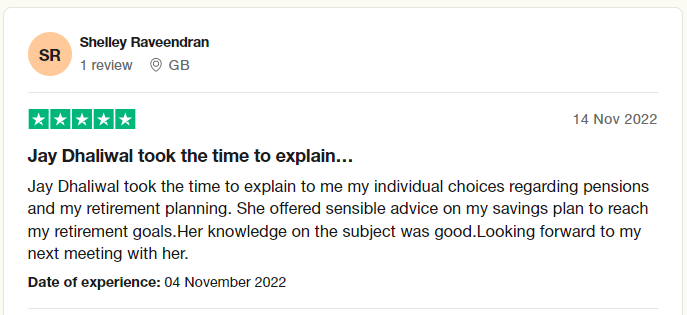 Shelley Raveendran
SR
1 review GB
14 Nov 2022
Jay Dhaliwal took the time to explain…
Jay Dhaliwal took the time to explain to me my individual choices regarding pensions
and my retirement planning. She offered sensible advice on my savings plan to reach
my retirement goals.Her knowledge on the subject was good.Looking forward to my
next meeting with her.
Date of experience: 04 November 2022